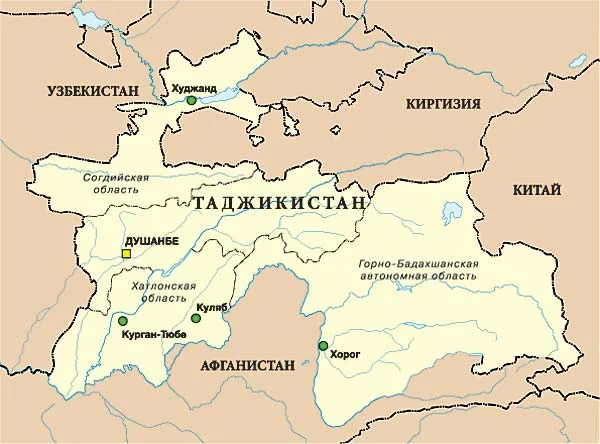 Худжанд
УЗБЕКИСТАН
КИРГИЗИЯ
Согдийская
область
КИТАЙ
ТАДЖИКИСТАН
ДУШАНБЕ
Горно-Бадахшанская
автономная область
Хатлонская
область
Куляб
Курган-Тюбе
Хорог
АФГАНИСТАН